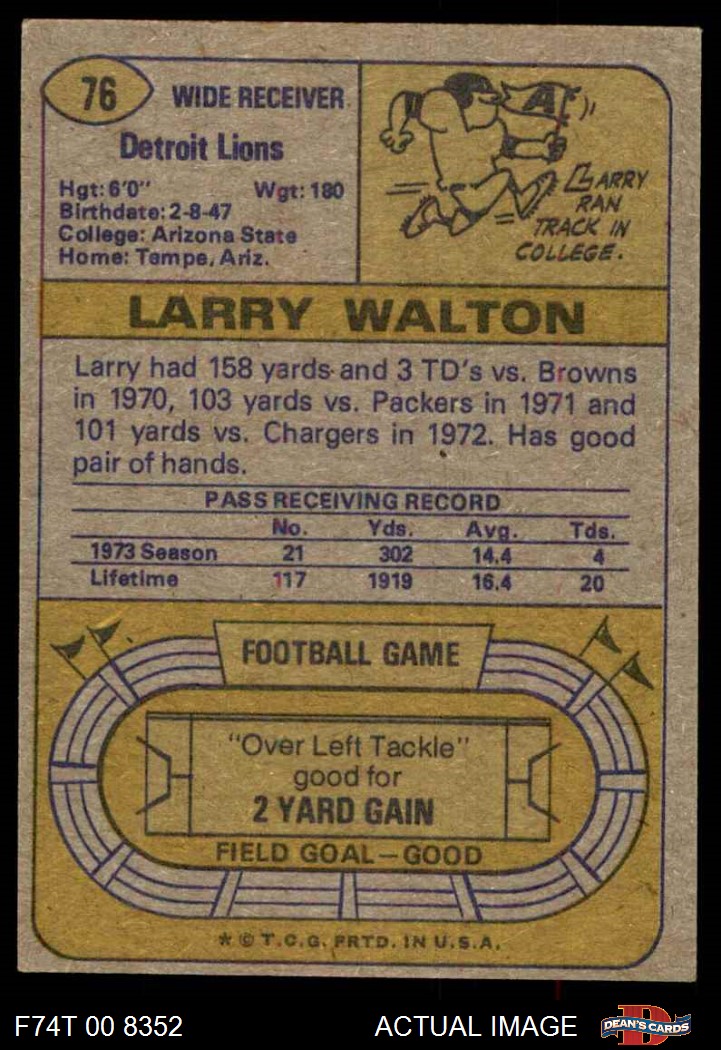 76
WIDE RECEIVER
Detroit Lions
Hgt: 6'0" Wgt: 180
Birthdate: 2-8-47
College: Arizona State
Home: Tempe, Ariz.
A
LARRY
RAN
TRACK IN
COLLEGE.
LARRY WALTON
Larry had 158 yards and 3 TD's vs. Browns
in 1970, 103 yards vs. Packers in 1971 and
101 yards vs. Chargers in 1972. Has good
pair of hands.
PASS RECEIVING RECORD
No. Yds. Avg. Tds.
1973 Season 21 302 14.4 4
Lifetime 117 1919 16.4 20
FOOTBALL GAME
"Over Left Tackle"
good for
2 YARD GAIN
FIELD GOAL—GOOD
* © T.C.G. PRTD. IN U.S.A.
F74T 00 8352 ACTUAL IMAGE
D
DEAN'S CARDS